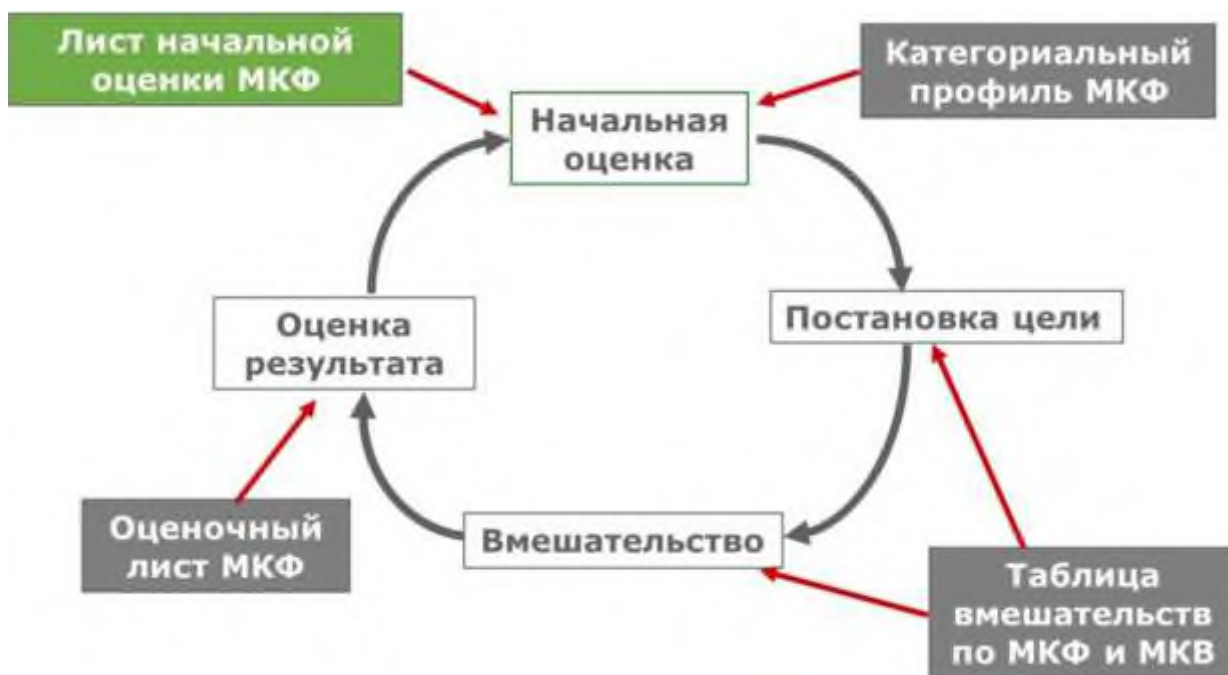 Лист начальной
оценки МКФ
Категориальный
профиль МКФ
Начальная
оценка
Оценка
результата
Постановка цели
Оценочный
лист МКФ
Вмешательство
Таблица
вмешательств
по МКФ и МКВ